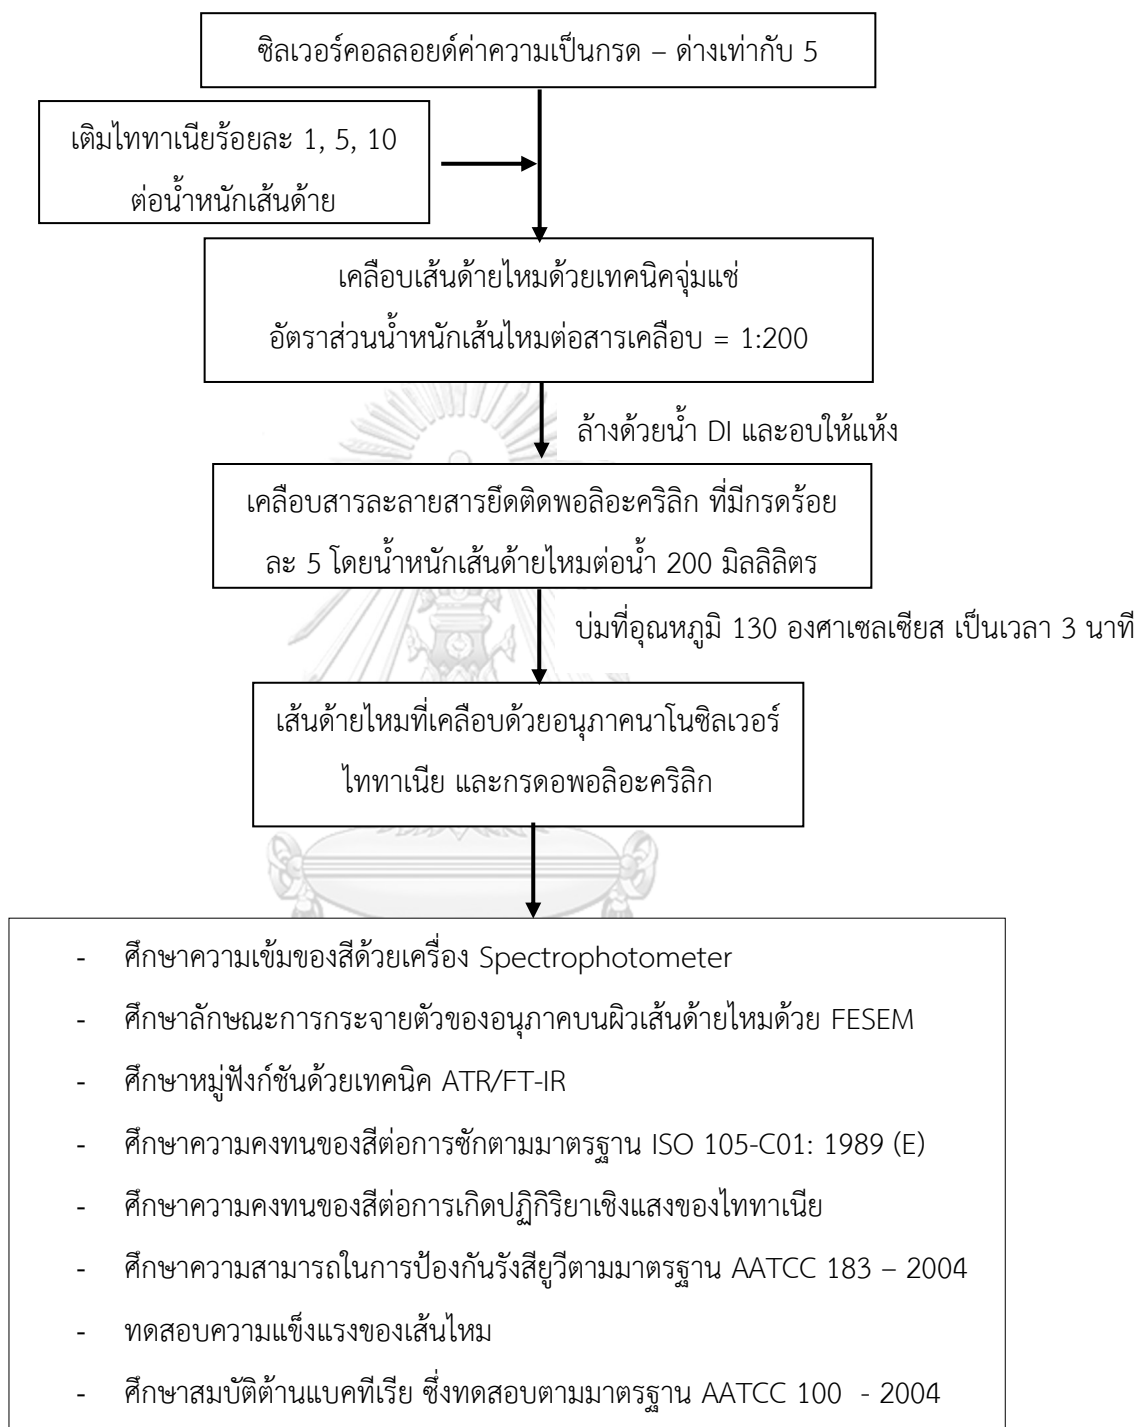 ซิลเวอร์คอลลอยด์ค่าความเป็นกรด – ด่างเท่ากับ 5
เติมไททาเนียร้อยละ 1, 5, 10
ต่อน้ำหนักเส้นด้าย
เคลือบเส้นด้ายไหมด้วยเทคนิคจุ่มแช่
อัตราส่วนน้ำหนักเส้นไหมต่อสารเคลือบ = 1:200
ล้างด้วยน้ำ DI และอบให้แห้ง
เคลือบสารละลายสารยึดติดพอลิอะคริลิก ที่มีกรดร้อย
ละ 5 โดยน้ำหนักเส้นด้ายไหมต่อน้ำ 200 มิลลิลิตร
บ่มที่อุณหภูมิ 130 องศาเซลเซียส เป็นเวลา 3 นาที
เส้นด้ายไหมที่เคลือบด้วยอนุภาคนาโนซิลเวอร์
ไททาเนีย และกรดอพอลิอะคริลิก
- ศึกษาความเข้มของสีด้วยเครื่อง Spectrophotometer
- ศึกษาลักษณะการกระจายตัวของอนุภาคบนผิวเส้นด้ายไหมด้วย FESEM
- ศึกษาหมู่ฟังก์ชันด้วยเทคนิค ATR/FT-IR
- ศึกษาความคงทนของสีต่อการซักตามมาตรฐาน ISO 105-C01: 1989 (E)
- ศึกษาความคงทนของสีต่อการเกิดปฏิกิริยาเชิงแสงของไททาเนีย
- ศึกษาความสามารถในการป้องกันรังสียูวีตามมาตรฐาน AATCC 183 – 2004
- ทดสอบความแข็งแรงของเส้นไหม
- ศึกษาสมบัติต้านแบคทีเรีย ซึ่งทดสอบตามมาตรฐาน AATCC 100 - 2004